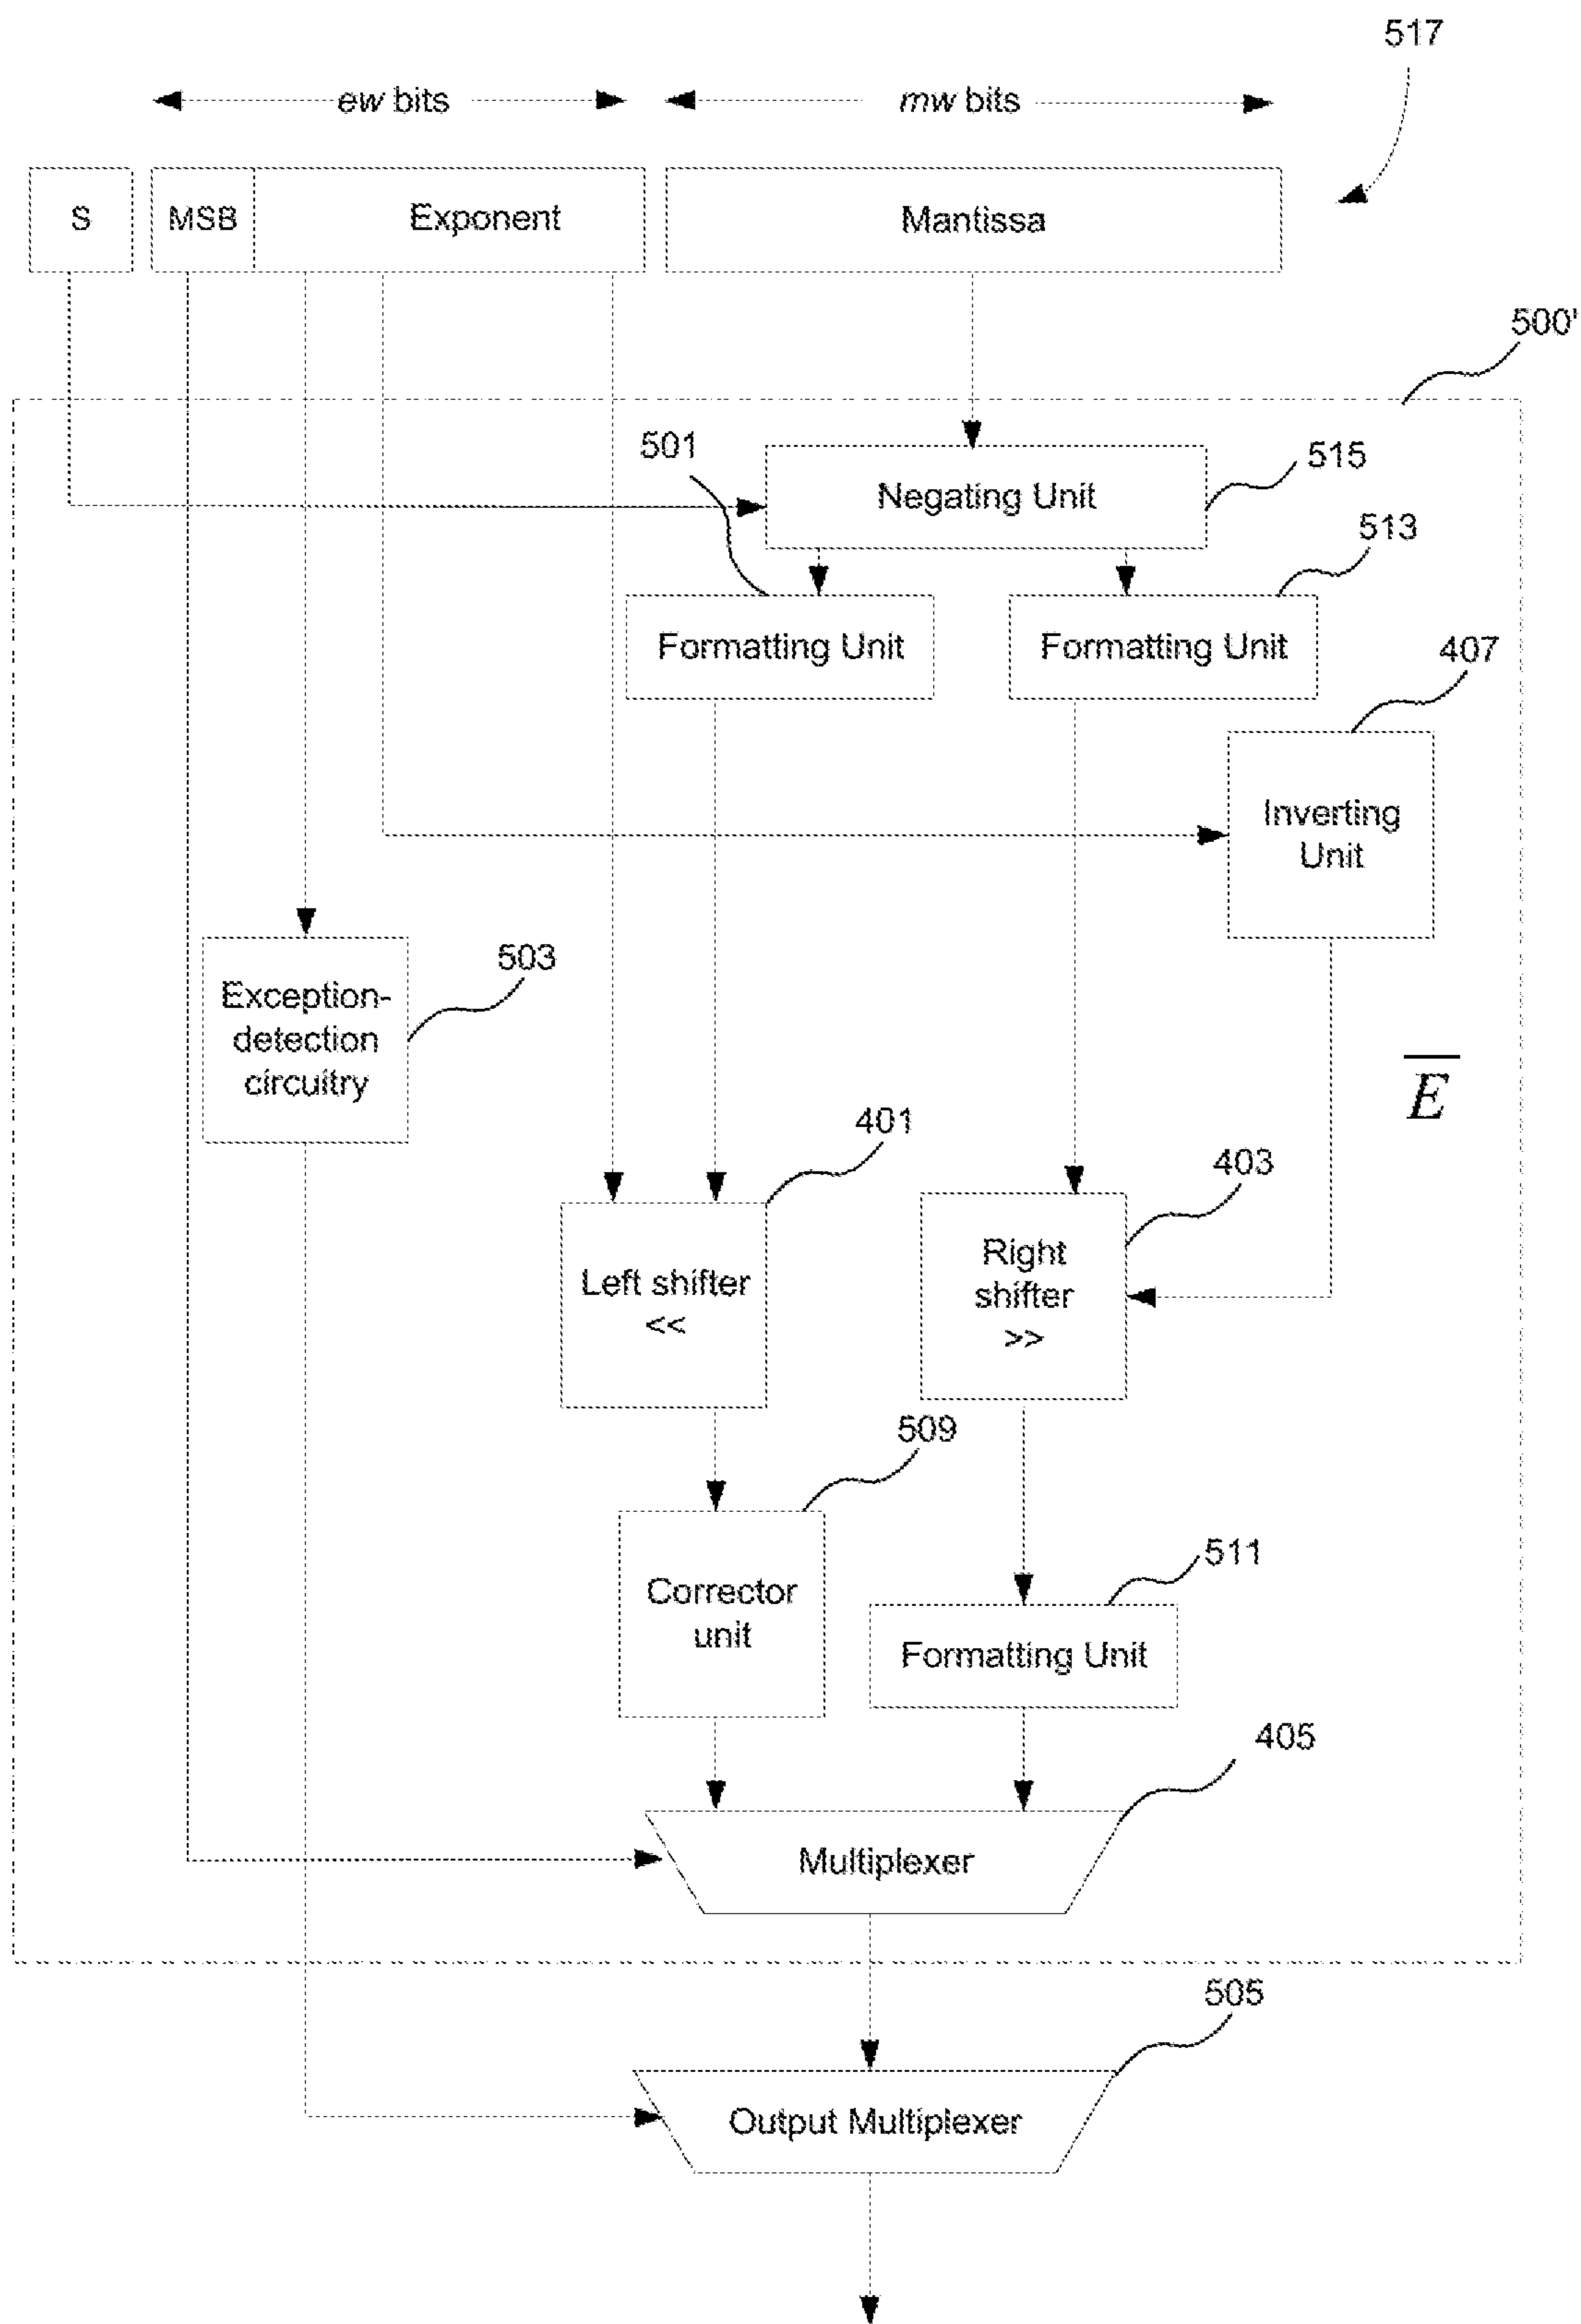 517
ew bits
mw bits
S
MSB
Exponent
Mantissa
500'
501
515
Negating Unit
513
Formatting Unit
Formatting Unit
407
Inverting
Unit
503
Exception-
detection
circuitry
E
401
403
Left shifter
<<
Right
shifter
>>
509
511
Corrector
unit
Formatting Unit
405
Multiplexer
505
Output Multiplexer